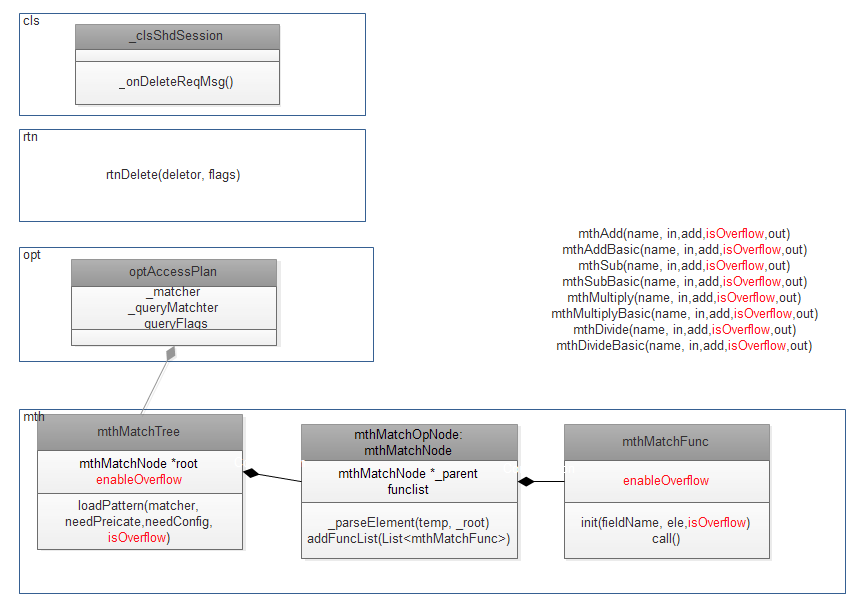 cls
_clsShdSession
_onDeleteReqMsg()
rtn
rtnDelete(deletor, flags)
opt
optAccessPlan
_matcher
_queryMatchter
queryFlags
mthAdd(name, in,add,isOverflow,out)
mthAddBasic(name, in,add,isOverflow,out)
mthSub(name, in,add,isOverflow,out)
mthSubBasic(name, in,add,isOverflow,out)
mthMultiply(name, in,add,isOverflow,out)
mthMultiplyBasic(name, in,add,isOverflow,out)
mthDivide(name, in,add,isOverflow,out)
mthDivideBasic(name, in,add,isOverflow,out)
mth
mthMatchTree
mthMatchNode *root
enableOverflow
loadPattern(matcher,
needPreicate,needConfig,
isOverflow)
mthMatchOpNode:
mthMatchNode
mthMatchNode *_parent
funclist
_parseElement(temp, _root)
addFuncList(List<mthMatchFunc>)
mthMatchFunc
enableOverflow
init(fieldName, ele,isOverflow)
call()